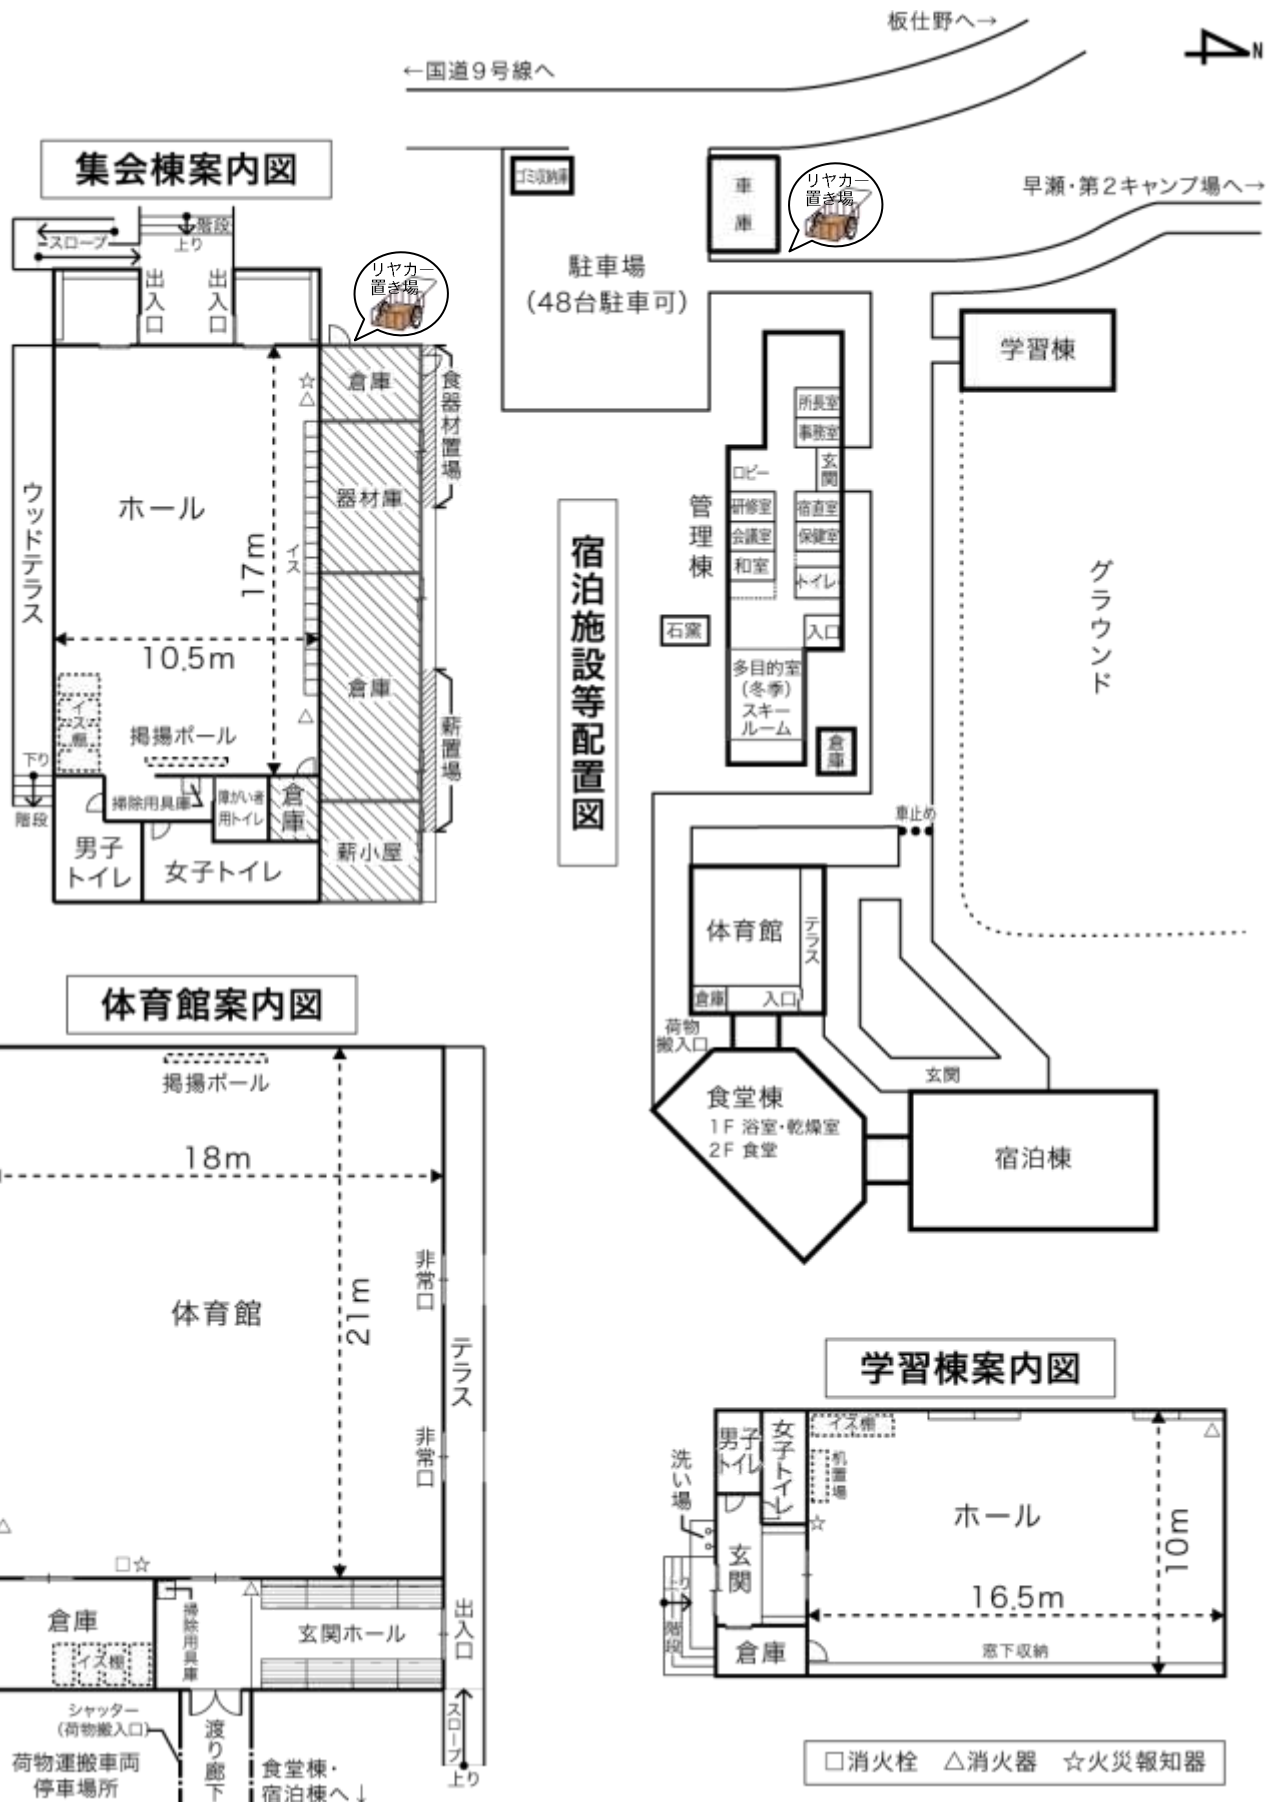 板仕野へ→
←国道9号線へ
N
早瀬・第2キャンプ場へ→
ゴミ収納庫
車庫
リヤカー
置き場
駐車場
(48台駐車可)
学習棟
所長室
事務室
ロビー
玄関
研修室
宿直室
会議室
保健室
和室
トイレ
管理棟
石窯
入口
多目的室
(冬季)
スキー
ルーム
倉庫
グラウンド
宿泊施設等配置図
車止め
体育館
テラス
倉庫
入口
荷物
搬入口
玄関
食堂棟
1F 浴室・乾燥室
2F 食堂
宿泊棟
集会棟案内図
階段
上り
スロープ
出入口
出入口
リヤカー
置き場
☆
△
倉庫
食器材置場
器材庫
ホール
17m
イス
ウッドテラス
10.5m
倉庫
イス棚
△
掲揚ポール
薪置場
下り
階段
掃除用具庫
障がい者
用トイレ
倉庫
男子
トイレ
女子トイレ
薪小屋
体育館案内図
掲揚ポール
18m
21m
体育館
非常口
非常口
テラス
△
□☆
△
倉庫
イス棚
掃除用具庫
玄関ホール
出入口
シャッター
(荷物搬入口)
荷物運搬車両
停車場所
渡り廊下
食堂棟・
宿泊棟へ↓
スロープ
上り
学習棟案内図
男子
トイレ
女子トイレ
イス棚
机置場
△
洗い場
☆
ホール
10m
玄関
16.5m
上り
階段
倉庫
窓下収納
□消火栓 △消火器 ☆火災報知器